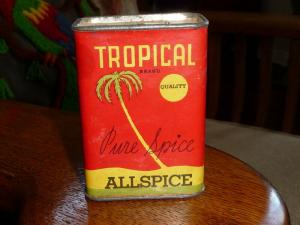 TROPICAL
BRAND
QUALITY
Pure Spice
ALLSPICE